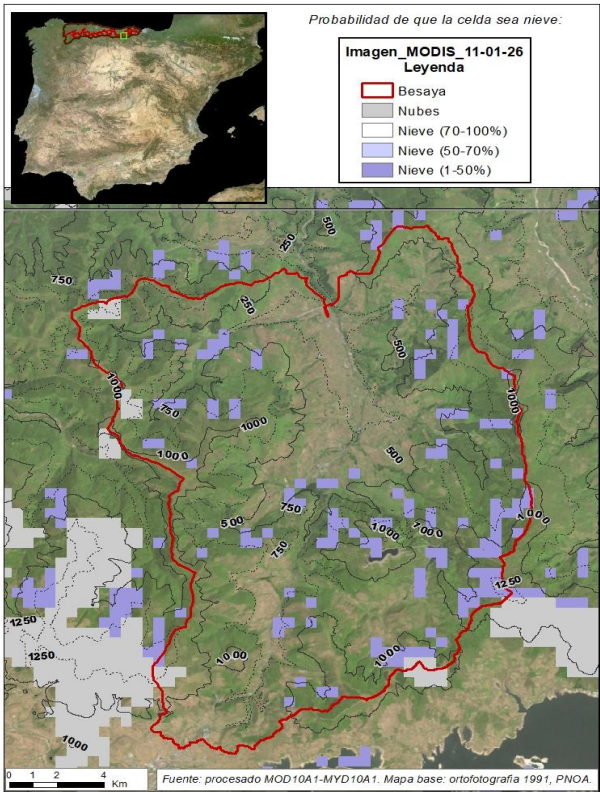 Probabilidad de que la celda sea nieve:
Imagen_MODIS_11-01-26
Leyenda
Besaya
Nubes
Nieve (70-100%)
Nieve (50-70%)
Nieve (1-50%)
500
250
750
250
500
1000
750
1000
1000
1000
500
500
750
1000
7000
1000
750
1250
1250
1250
1000
1000
1000
0 1 2 4
Km
Fuente: procesado MOD10A1-MYD10A1. Mapa base: ortofotografia 1991, PNOA.